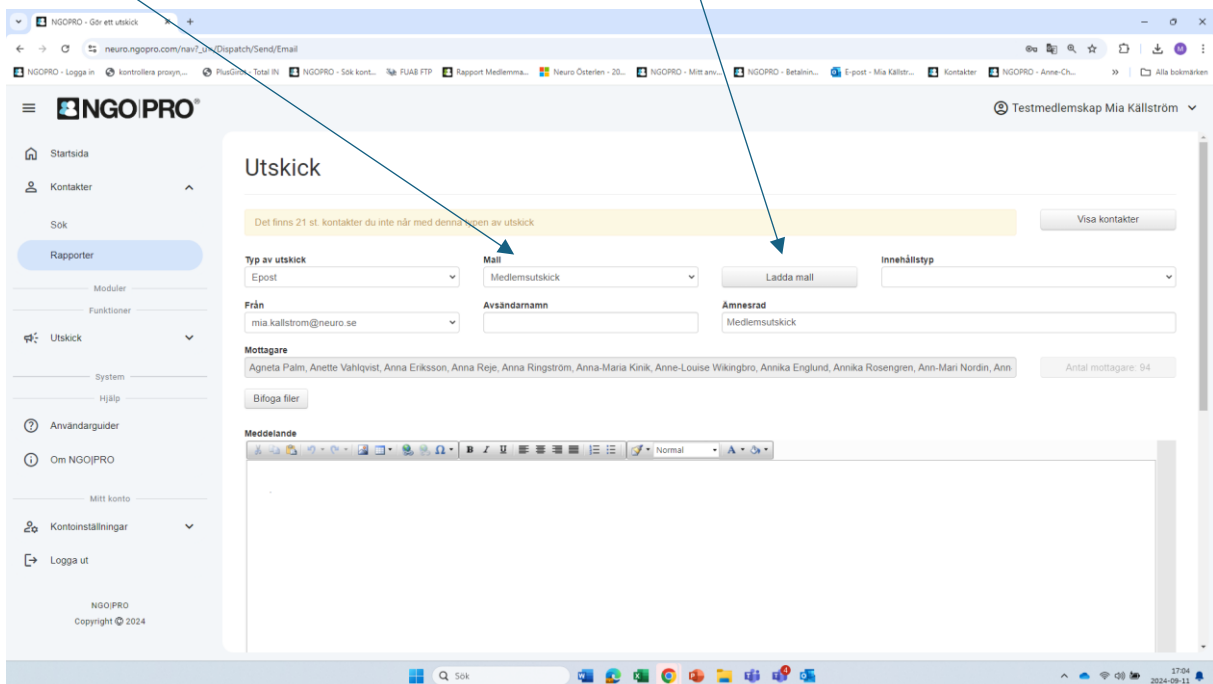 NGOPRO - Gör ett utskick
neuro.ngopro.com/nav?_u=/Dispatch/Send/Email
NGOPRO - Logga in kontrollera proxyn,... PlusGirot - Total IN NGOPRO - Sök kont... FUAB FTP Rapport Medlemma... Neuro Österlen - 20... NGOPRO - Mitt anv... NGOPRO - Betalnin... E-post - Mia Källstr... Kontakter NGOPRO - Anne-Ch... » Alla bokmärken
NGO|PRO®
Testmedlemskap Mia Källström
Startsida
Kontakter
Sök
Rapporter
Moduler
Funktioner
Utskick
System
Hjälp
Användarguider
Om NGO|PRO
Mitt konto
Kontoinställningar
Logga ut
NGO|PRO
Copyright © 2024
Utskick
Det finns 21 st. kontakter du inte når med denna typen av utskick
Visa kontakter
Typ av utskick Mall Innehållstyp
Epost Medlemsutskick Ladda mall
Från Avsändarnamn Ämnesrad
mia.kallstrom@neuro.se Medlemsutskick
Mottagare
Agneta Palm, Anette Vahlqvist, Anna Eriksson, Anna Reje, Anna Ringström, Anna-Maria Kinik, Anne-Louise Wikingbro, Annika Englund, Annika Rosengren, Ann-Mari Nordin, Ann- Antal mottagare: 94
Bifoga filer
Meddelande
B I U Normal A
Sök
4
17:04
2024-09-11